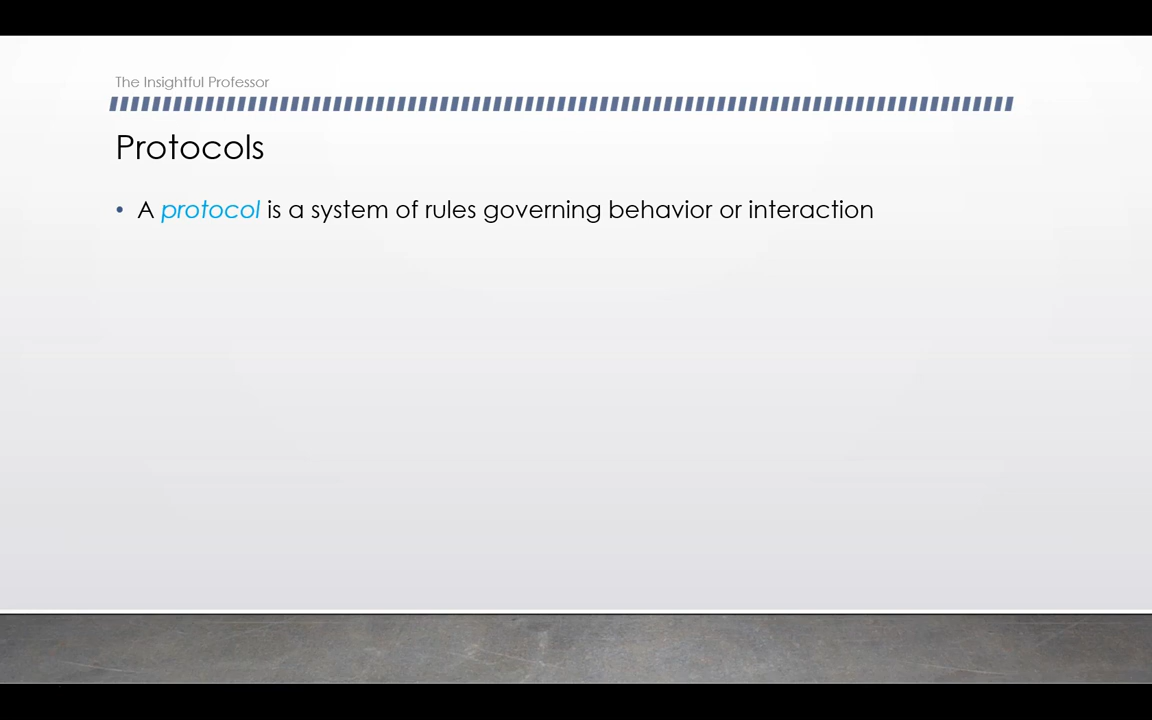 The Insightful Professor
Protocols
• A protocol is a system of rules governing behavior or interaction